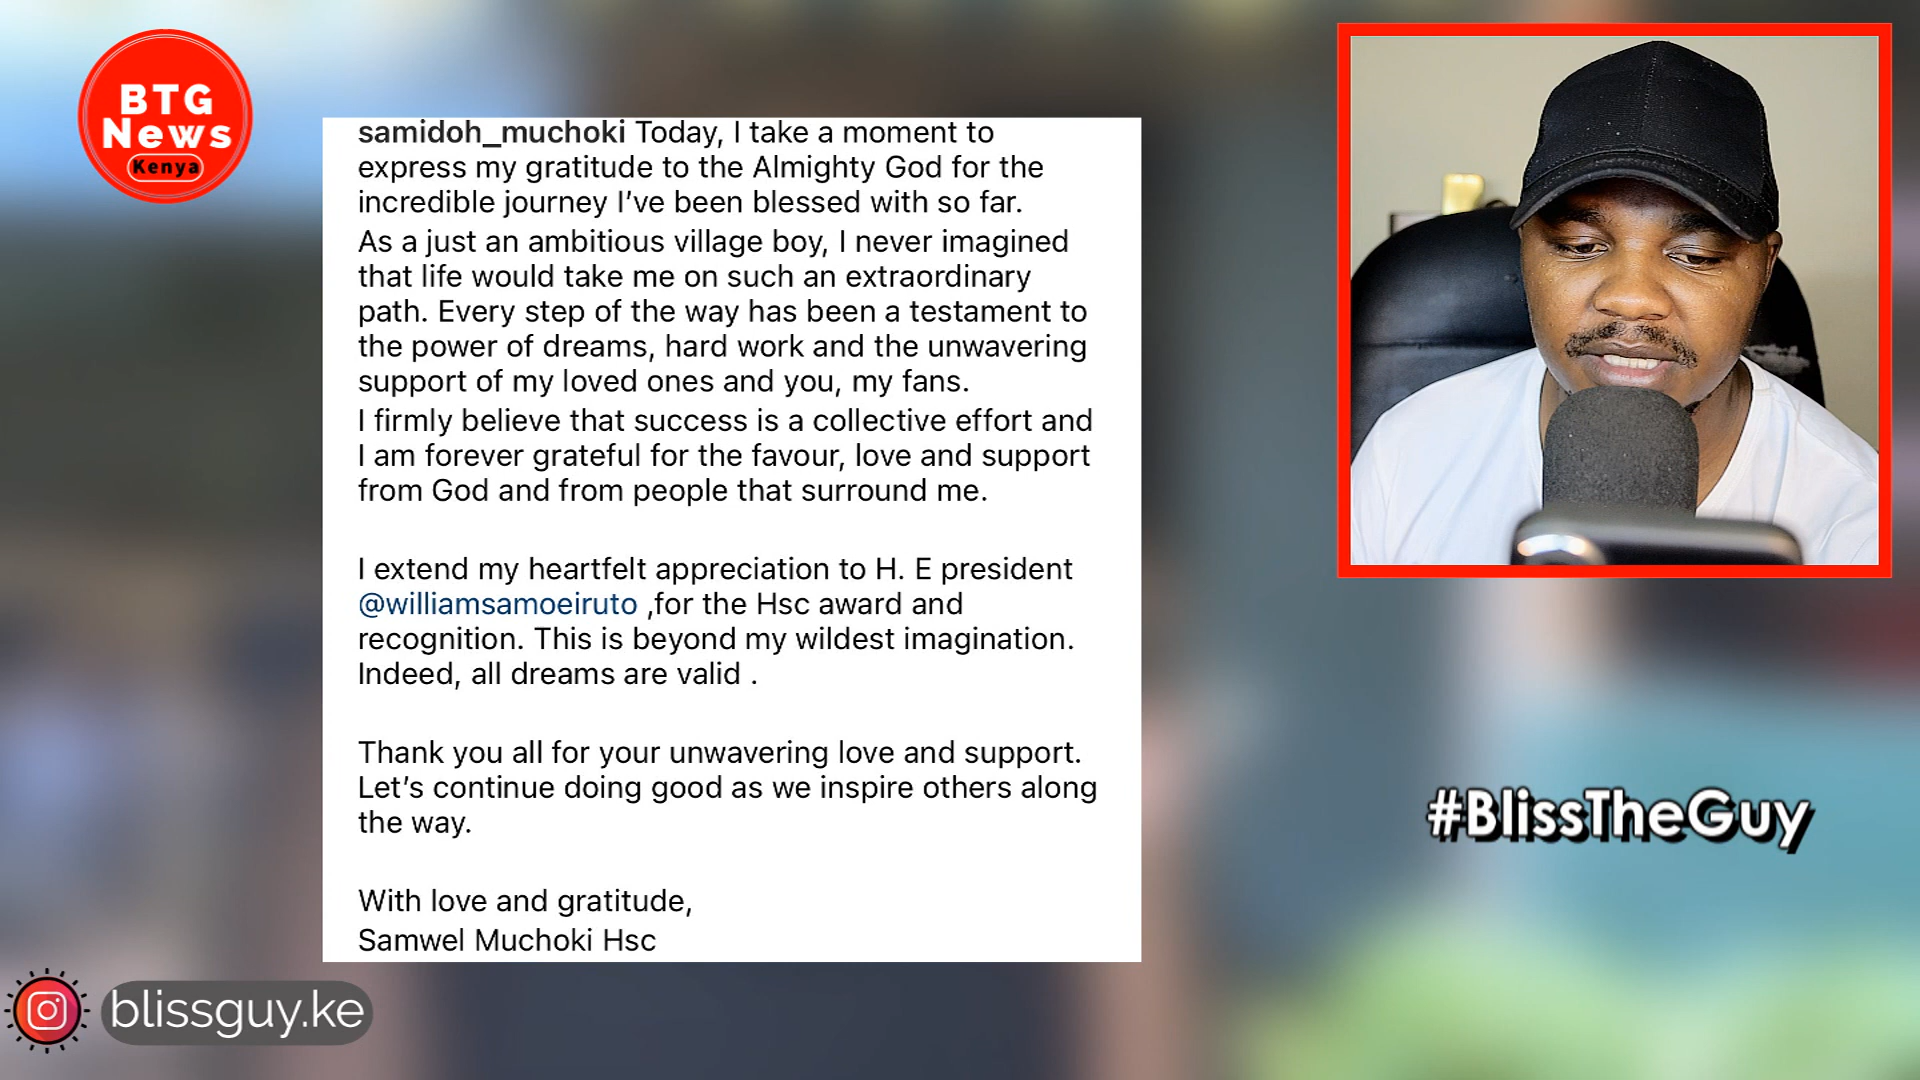 BTG
News
Kenya
samidoh_muchoki Today, I take a moment to
express my gratitude to the Almighty God for the
incredible journey I've been blessed with so far.
As a just an ambitious village boy, I never imagined
that life would take me on such an extraordinary
path. Every step of the way has been a testament to
the power of dreams, hard work and the unwavering
support of my loved ones and you, my fans.
I firmly believe that success is a collective effort and
I am forever grateful for the favour, love and support
from God and from people that surround me.
I extend my heartfelt appreciation to H. E president
@williamsamoeiruto ,for the Hsc award and
recognition. This is beyond my wildest imagination.
Indeed, all dreams are valid .
Thank you all for your unwavering love and support.
Let's continue doing good as we inspire others along
the way.
With love and gratitude,
Samwel Muchoki Hsc
#BlissTheGuy
blissguy.ke